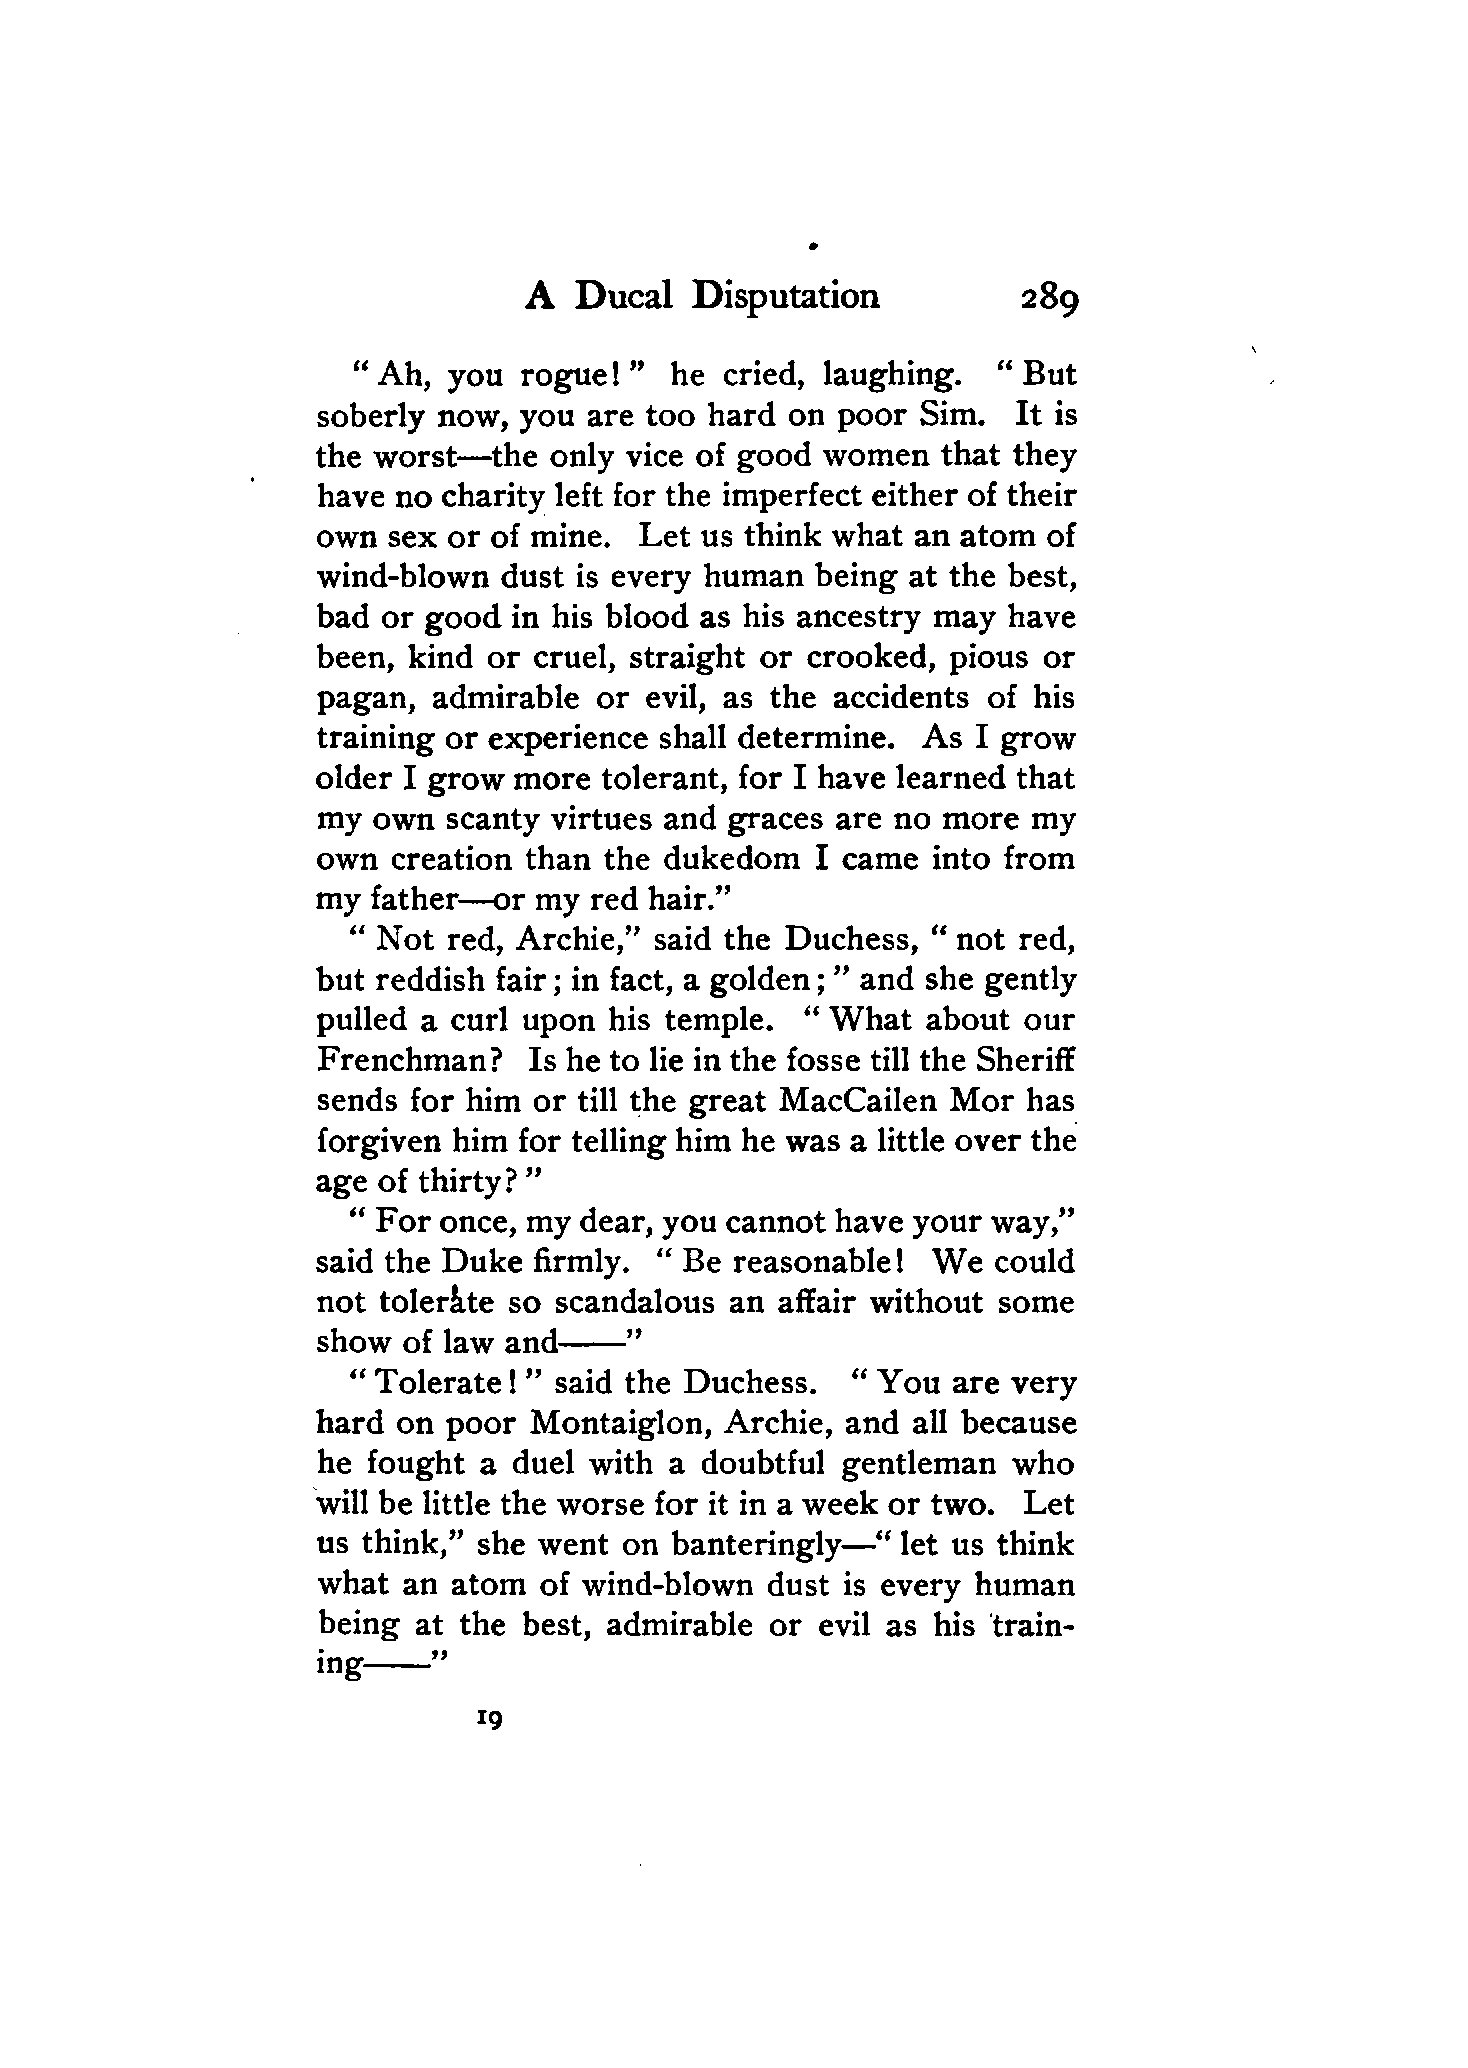 A Ducal Disputation 289
“ Ah, you rogue! ” he cried, laughing. “ But
soberly now, you are too hard on poor Sim. It is
the worst—the only vice of good women that they
have no charity left for the imperfect either of their
own sex or of mine. Let us think what an atom of
wind-blown dust is every human being at the best,
bad or good in his blood as his ancestry may have
been, kind or cruel, straight or crooked, pious or
pagan, admirable or evil, as the accidents of his
training or experience shall determine. As I grow
older I grow more tolerant, for I have learned that
my own scanty virtues and graces are no more my
own creation than the dukedom I came into from
my father—or my red hair.”
“ Not red, Archie,” said the Duchess, “ not red,
but reddish fair ; in fact, a golden ; ” and she gently
pulled a curl upon his temple. “ What about our
Frenchman? Is he to lie in the fosse till the Sheriff
sends for him or till the great MacCailen Mor has
forgiven him for telling him he was a little over the
age of thirty? ”
“ For once, my dear, you cannot have your way,”
said the Duke firmly. “ Be reasonable! We could
not tolerate so scandalous an affair without some
show of law and——”
“ Tolerate ! ” said the Duchess. “ You are very
hard on poor Montaiglon, Archie, and all because
he fought a duel with a doubtful gentleman who
will be little the worse for it in a week or two. Let
us think,” she went on banteringly—“ let us think
what an atom of wind-blown dust is every human
being at the best, admirable or evil as his train-
ing——”
19